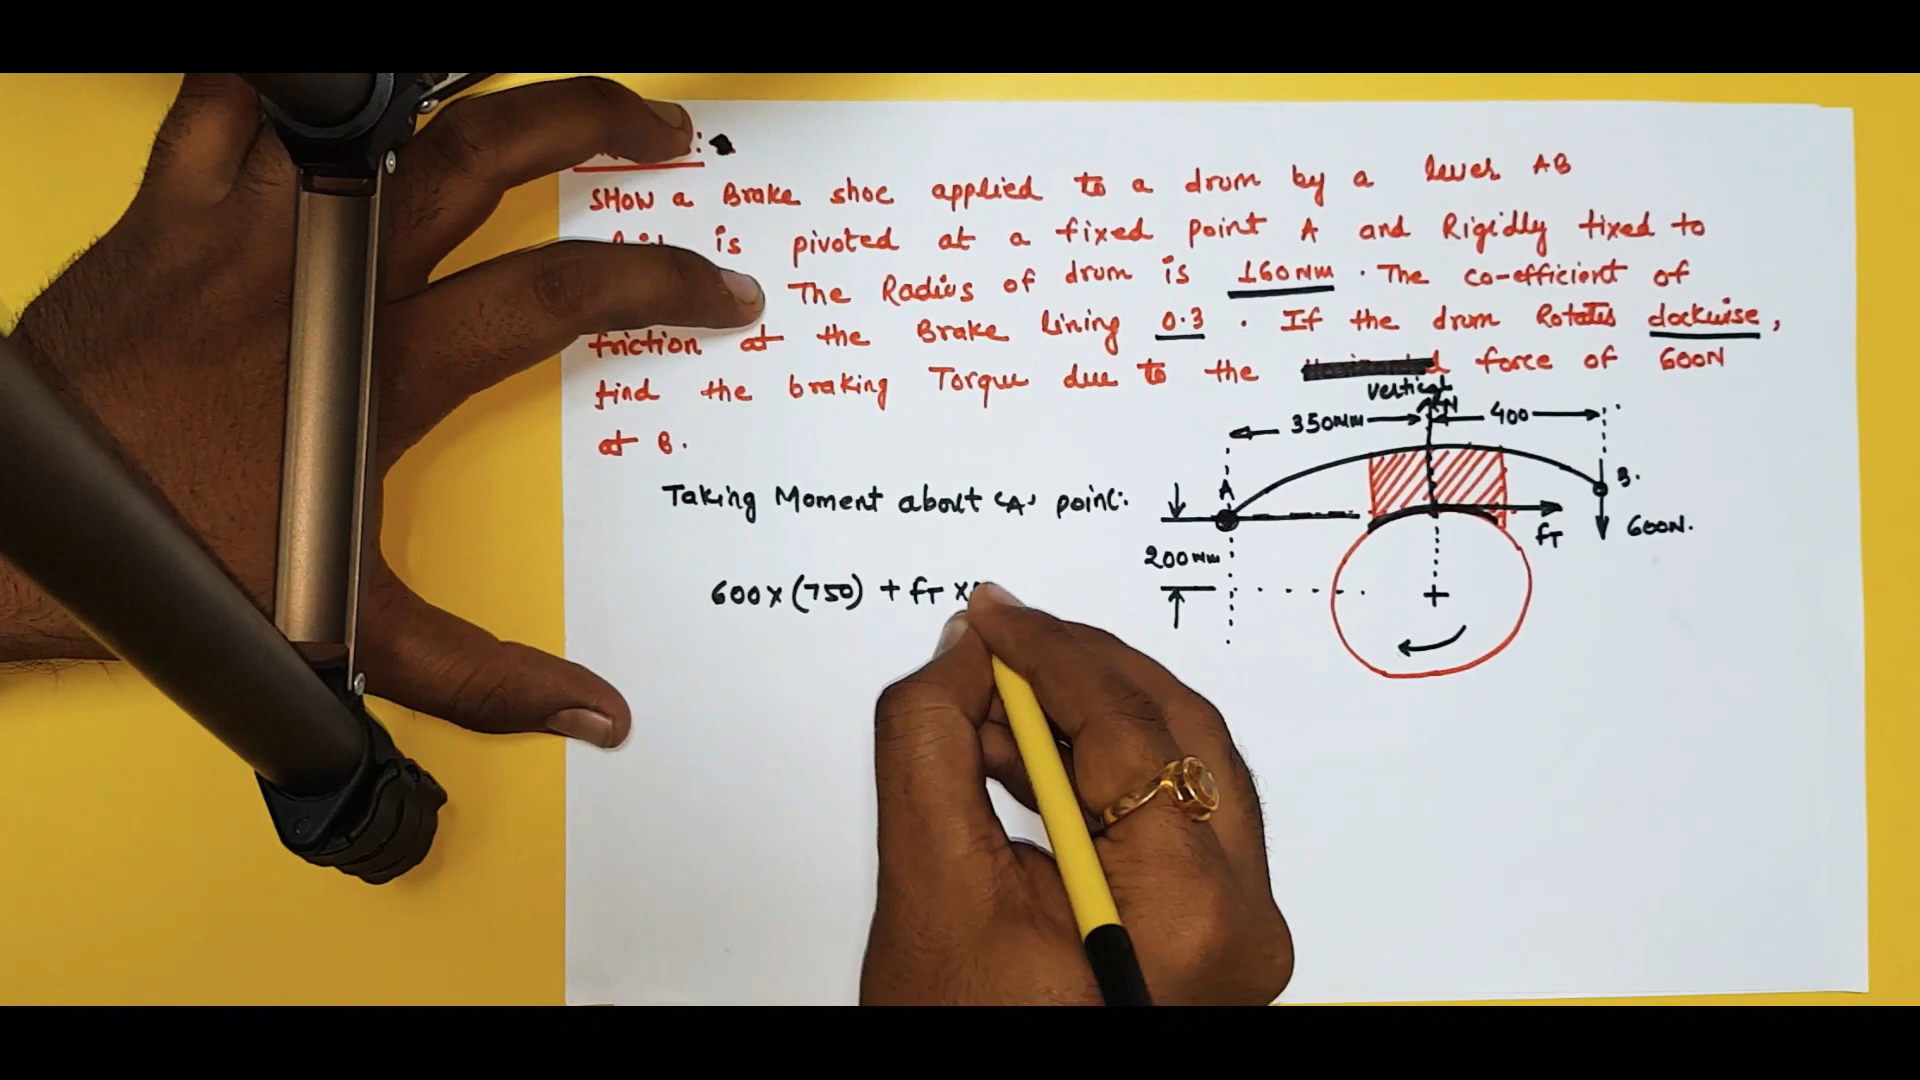 SHOW a Brake shoe applied to a drum by a lever AB
is pivoted at a fixed point A and Rigidly fixed to
The Radius of drum is 160MM. The co-efficient of
friction at the Brake lining 0.3. If the drum Rotates clockwise,
find the braking Torque due to the force of 600N
Vertical
at B.
N
350MM
400
Taking Moment about 'A' point:
A
B.
600N.
fT
200MM
600x(750) + fT x